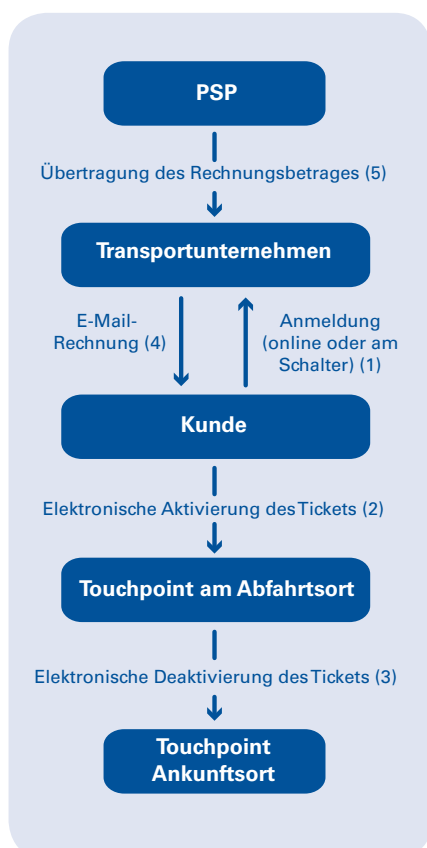 PSP
Übertragung des Rechnungsbetrages (5)
Transportunternehmen
E-Mail-
Rechnung (4)
Anmeldung
(online oder am
Schalter) (1)
Kunde
Elektronische Aktivierung des Tickets (2)
Touchpoint am Abfahrtsort
Elektronische Deaktivierung des Tickets (3)
Touchpoint
Ankunftsort